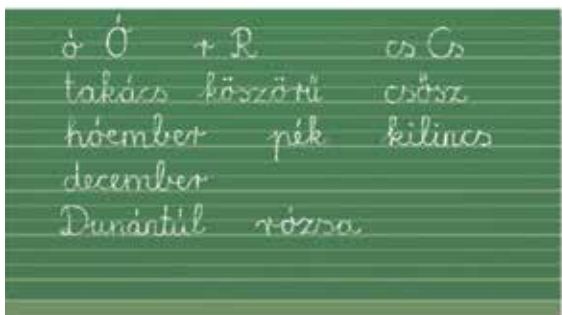 ó Ó r R cs Cs
takács köszörű csősz
hóember pék kilincs
december
Dunántúl rózsa